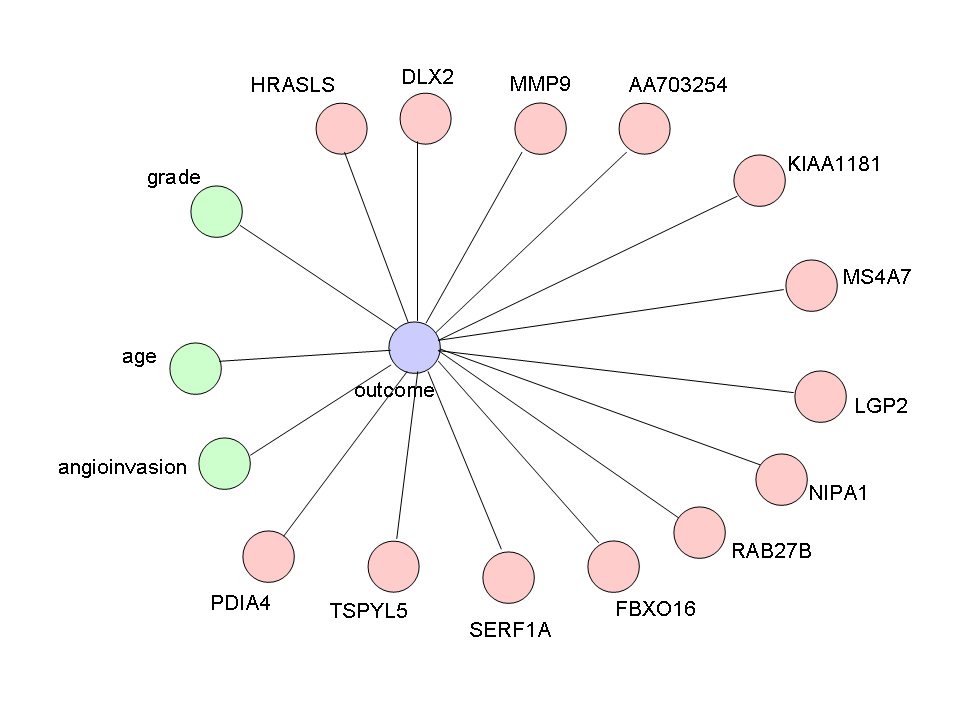 DLX2
HRASLS
MMP9
AA703254
KIAA1181
grade
MS4A7
age
outcome
LGP2
angioinvasion
NIPA1
RAB27B
PDIA4
TSPYL5
FBXO16
SERF1A